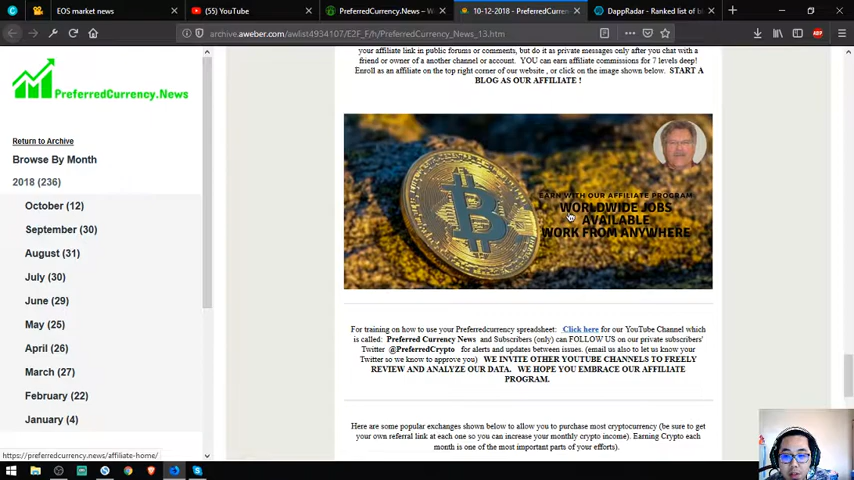 EOS market news
(55) YouTube
PreferredCurrency.News – W
10-12-2018 - PreferredCurren
DappRadar - Ranked list of b
archive.aweber.com/awlist4934107/E2F_F/h/PreferredCurrency_News_13.htm
ABP
PreferredCurrency.News
Return to Archive
Browse By Month
2018 (236)
October (12)
September (30)
August (31)
July (30)
June (29)
May (25)
April (26)
March (27)
February (22)
January (4)
https://preferredcurrency.news/affiliate-home/
your affiliate link in public forums or comments, but do it as private messages only after you chat with a
friend or owner of a another channel or account. YOU can earn affiliate commissions for 7 levels deep!
Enroll as an affiliate on the top right corner of our website , or click on the image shown below. START A
BLOG AS OUR AFFILIATE !
EARN WITH OUR AFFILIATE PROGRAM
WORLDWIDE JOBS
AVAILABLE
WORK FROM ANYWHERE
For training on how to use your Preferredcurrency spreadsheet: Click here for our YouTube Channel which
is called: Preferred Currency News and Subscribers (only) can FOLLOW US on our private subscribers'
Twitter @PreferredCrypto for alerts and updates between issues. (email us also to let us know your
Twitter so we know to approve you) WE INVITE OTHER YOUTUBE CHANNELS TO FREELY
REVIEW AND ANALYZE OUR DATA. WE HOPE YOU EMBRACE OUR AFFILIATE
PROGRAM.
Here are some popular exchanges shown below to allow you to purchase most cryptocurrency (be sure to get
your own referral link at each one so you can increase your monthly crypto income). Earning Crypto each
month is one of the most important parts of your efforts).